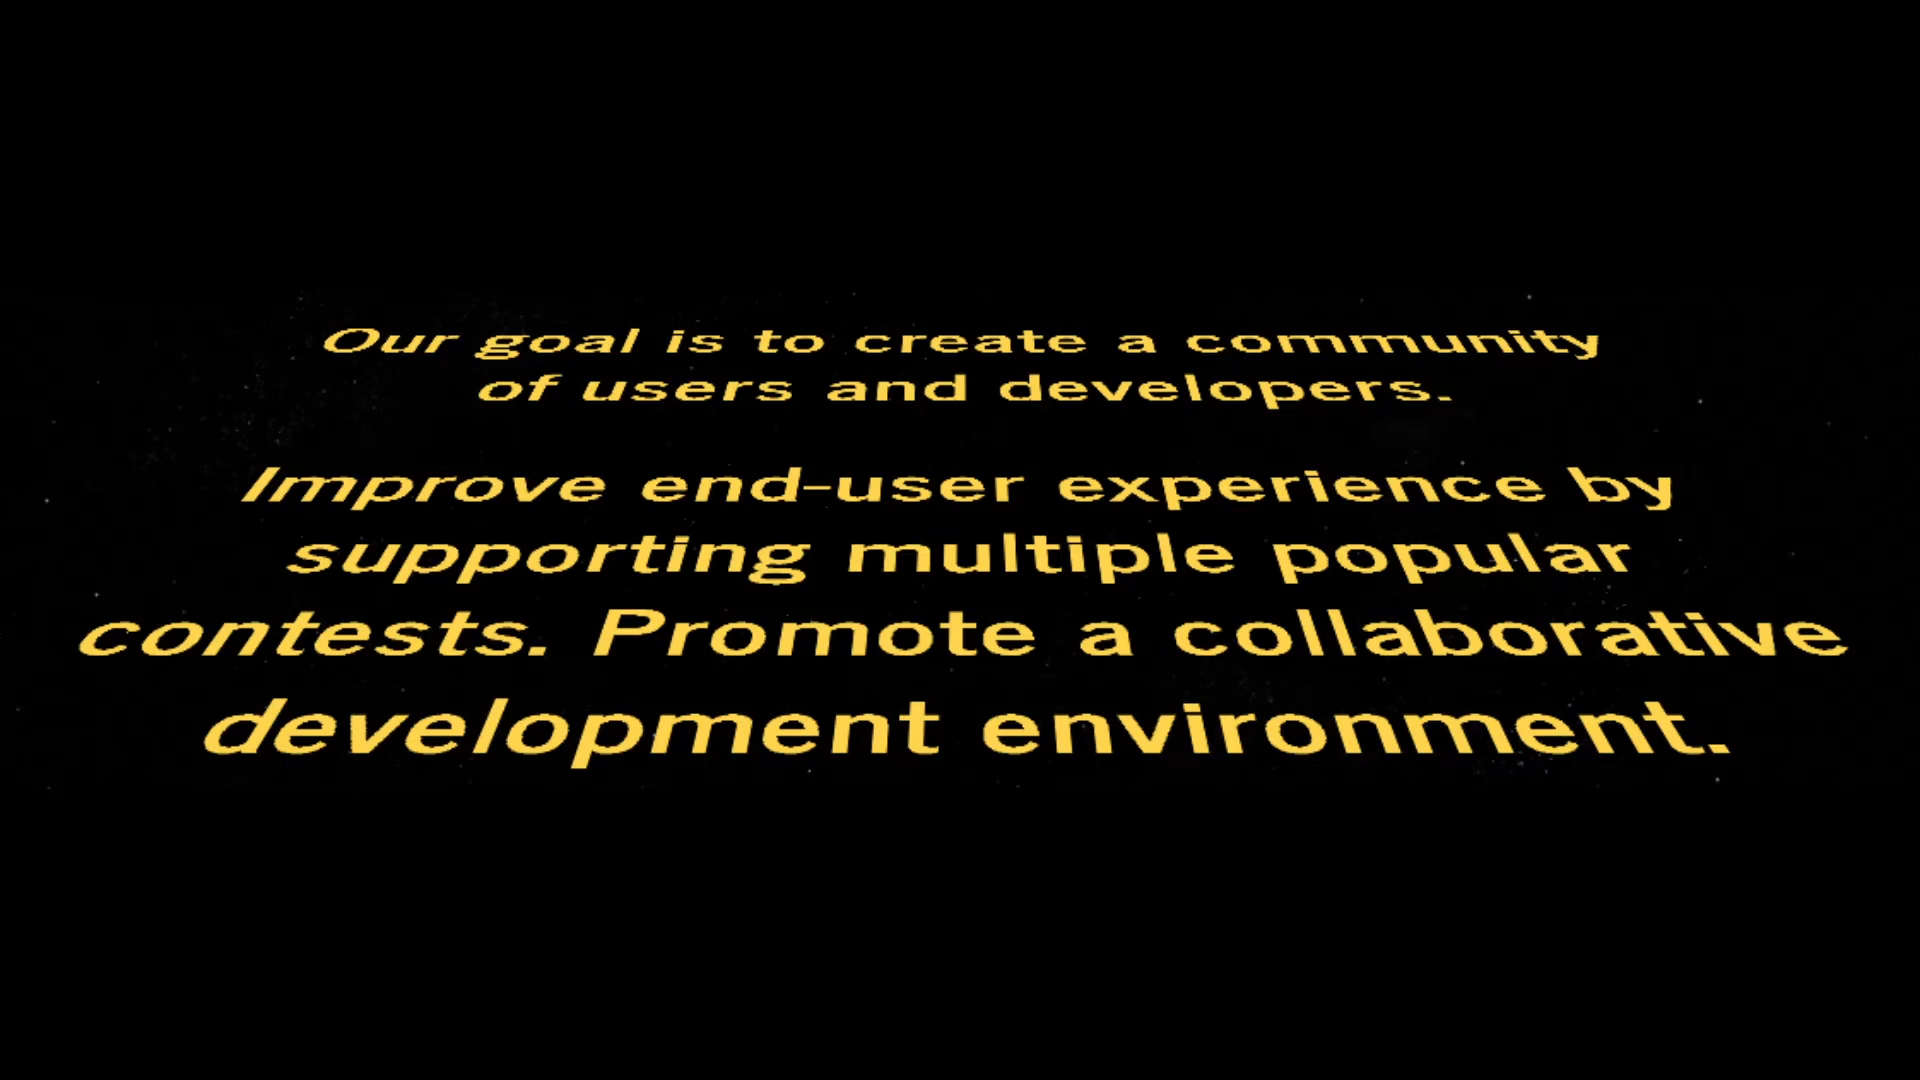 Our goal is to create a community
of users and developers.
Improve end-user experience by
supporting multiple popular
contests. Promote a collaborative
development environment.